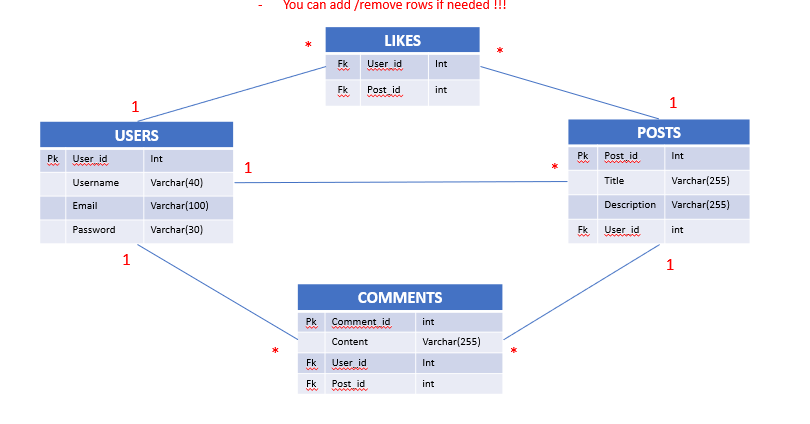 - You can add /remove rows if needed !!!
LIKES
* *
Fk User_id Int
Fk Post_id int
1 1
USERS
Pk User_id Int
Username Varchar(40)
Email Varchar(100)
Password Varchar(30)
POSTS
Pk Post_id Int
Title Varchar(255)
Description Varchar(255)
Fk User_id int
1 *
1 1
COMMENTS
Pk Comment_id int
Content Varchar(255)
Fk User_id Int
Fk Post_id int
* *